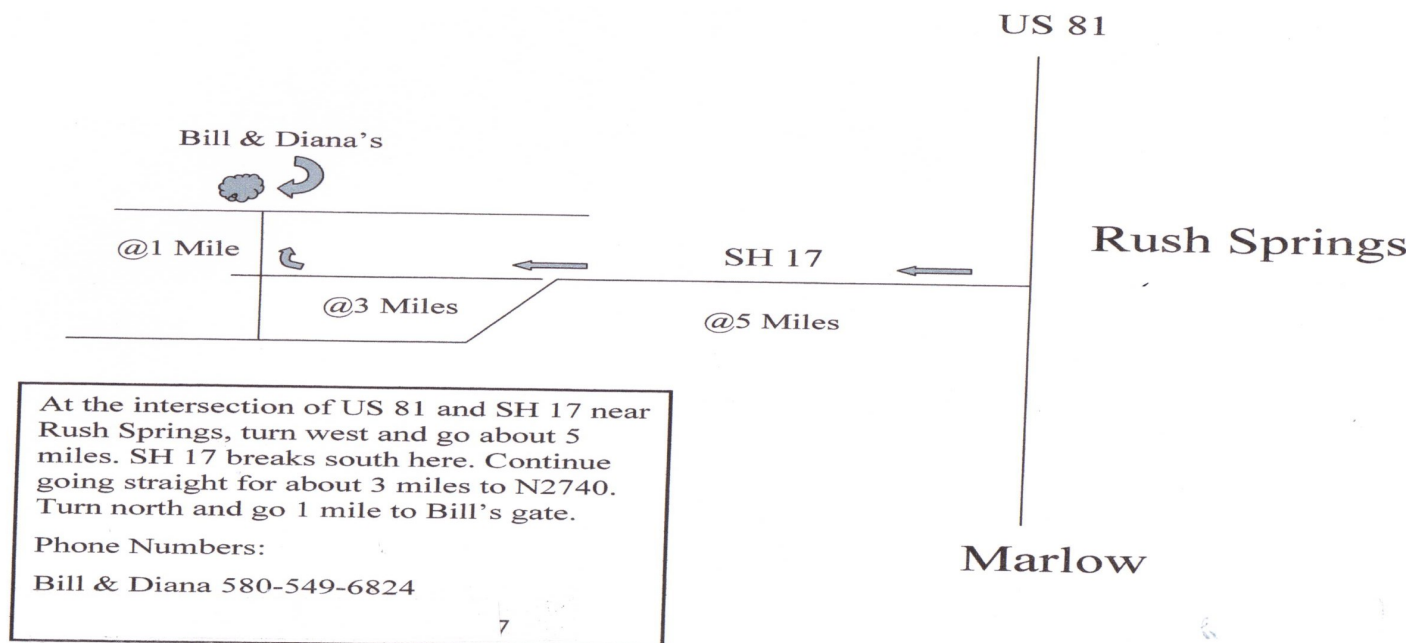 US 81
Bill & Diana's
@1 Mile
SH 17
Rush Springs
@3 Miles
@5 Miles
At the intersection of US 81 and SH 17 near
Rush Springs, turn west and go about 5
miles. SH 17 breaks south here. Continue
going straight for about 3 miles to N2740.
Turn north and go 1 mile to Bill's gate.
Phone Numbers:
Bill & Diana 580-549-6824
7
Marlow